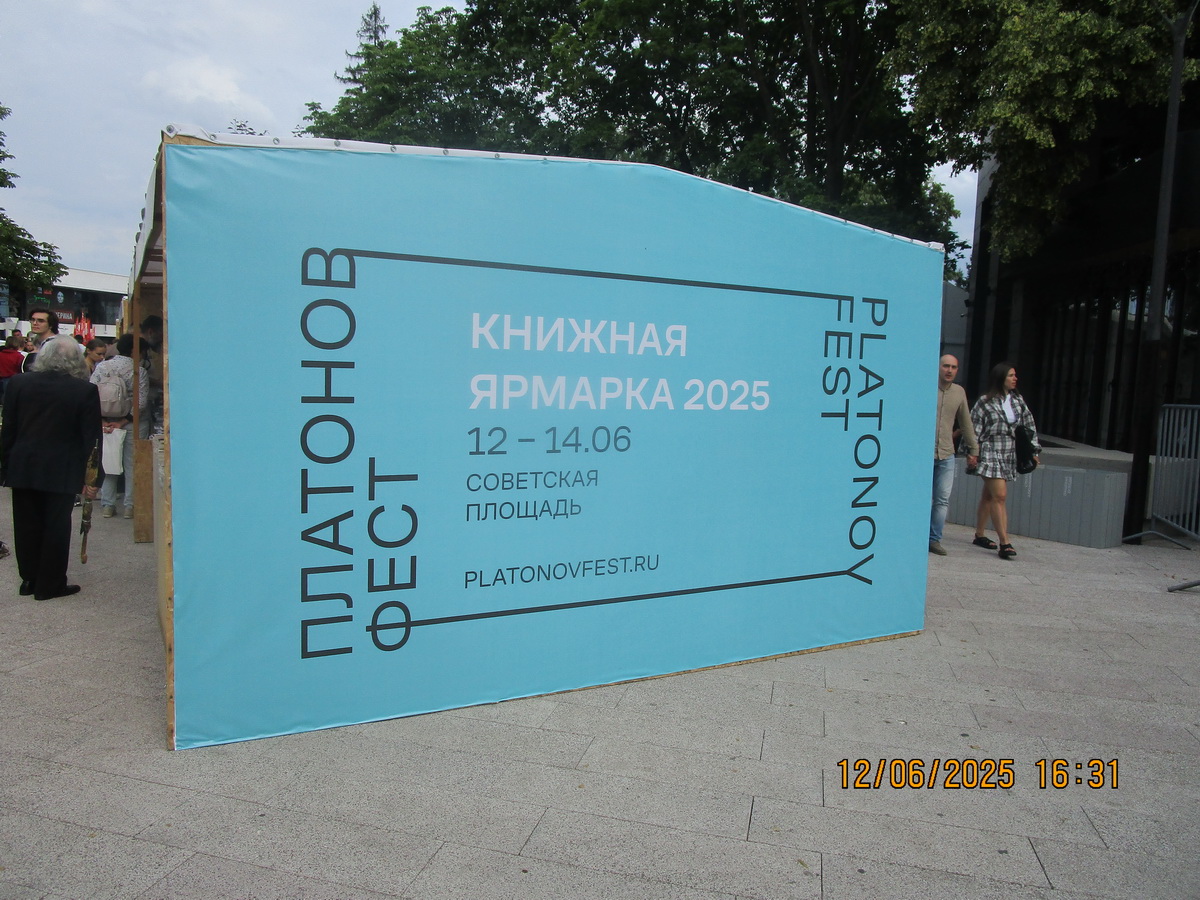 ПЛАТОНОВ
ФЕСТ
КНИЖНАЯ
ЯРМАРКА 2025
12 – 14.06
СОВЕТСКАЯ
ПЛОЩАДЬ
PLATONOVFEST.RU
PLATONOV
FEST
12/06/2025 16:31